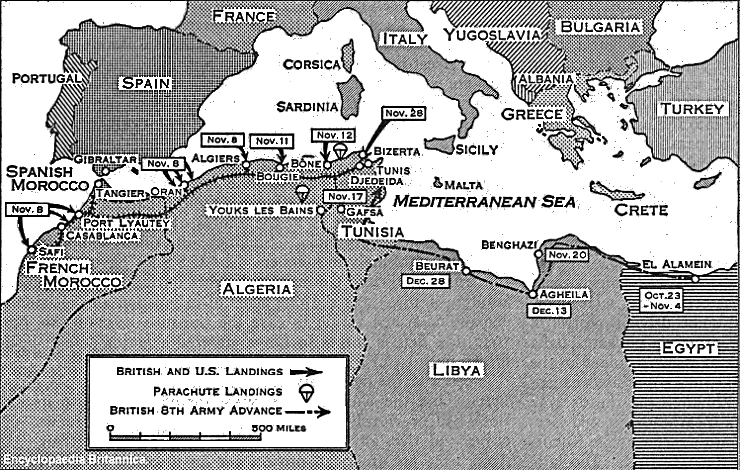 FRANCE
ITALY
YUGOSLAVIA
BULGARIA
CORSICA
PORTUGAL
SPAIN
ALBANIA
SARDINIA
GREECE
TURKEY
Nov. 28
Nov. 8
Nov. 11
Nov. 12
BIZERTA
SICILY
GIBRALTAR
Nov. 8
ALGIERS
BÔNE
TUNIS
SPANISH
MOROCCO
TANGIER
ORAN
BOUGIE
DJEDEIDA
MALTA
Nov. 17
MEDITERRANEAN SEA
CRETE
Nov. 8
PORT LYAUTEY
YOUKS LES BAINS
GAFSA
CASABLANCA
TUNISIA
SAFI
BENGHAZI
Nov. 20
EL ALAMEIN
FRENCH
MOROCCO
BEURAT
DEC. 28
ALGERIA
AGHEILA
DEC. 13
OCT. 23
- Nov. 4
EGYPT
LIBYA
BRITISH AND U.S. LANDINGS
PARACHUTE LANDINGS
BRITISH 8TH ARMY ADVANCE
0
500 MILES
Encyclopaedia Britannica